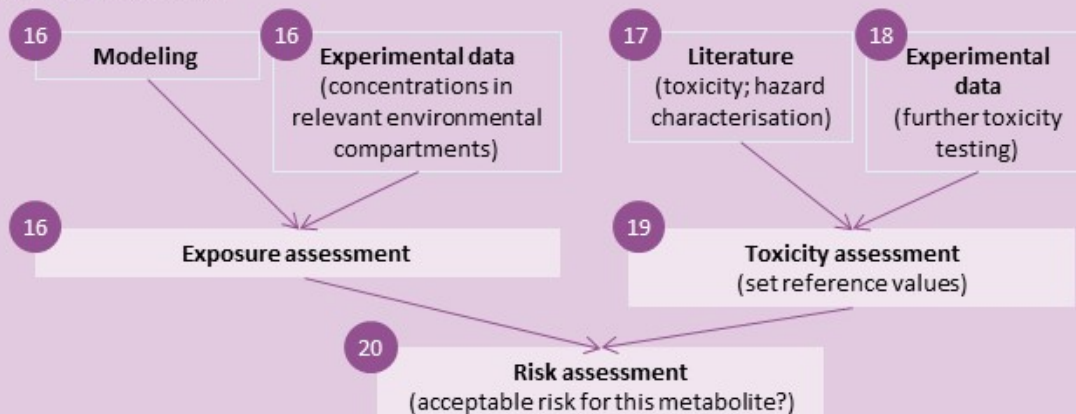 16
Modeling
16
Experimental data
(concentrations in
relevant environmental
compartments)
17
Literature
(toxicity; hazard
characterisation)
18
Experimental
data
(further toxicity
testing)
16
Exposure assessment
19
Toxicity assessment
(set reference values)
20
Risk assessment
(acceptable risk for this metabolite?)